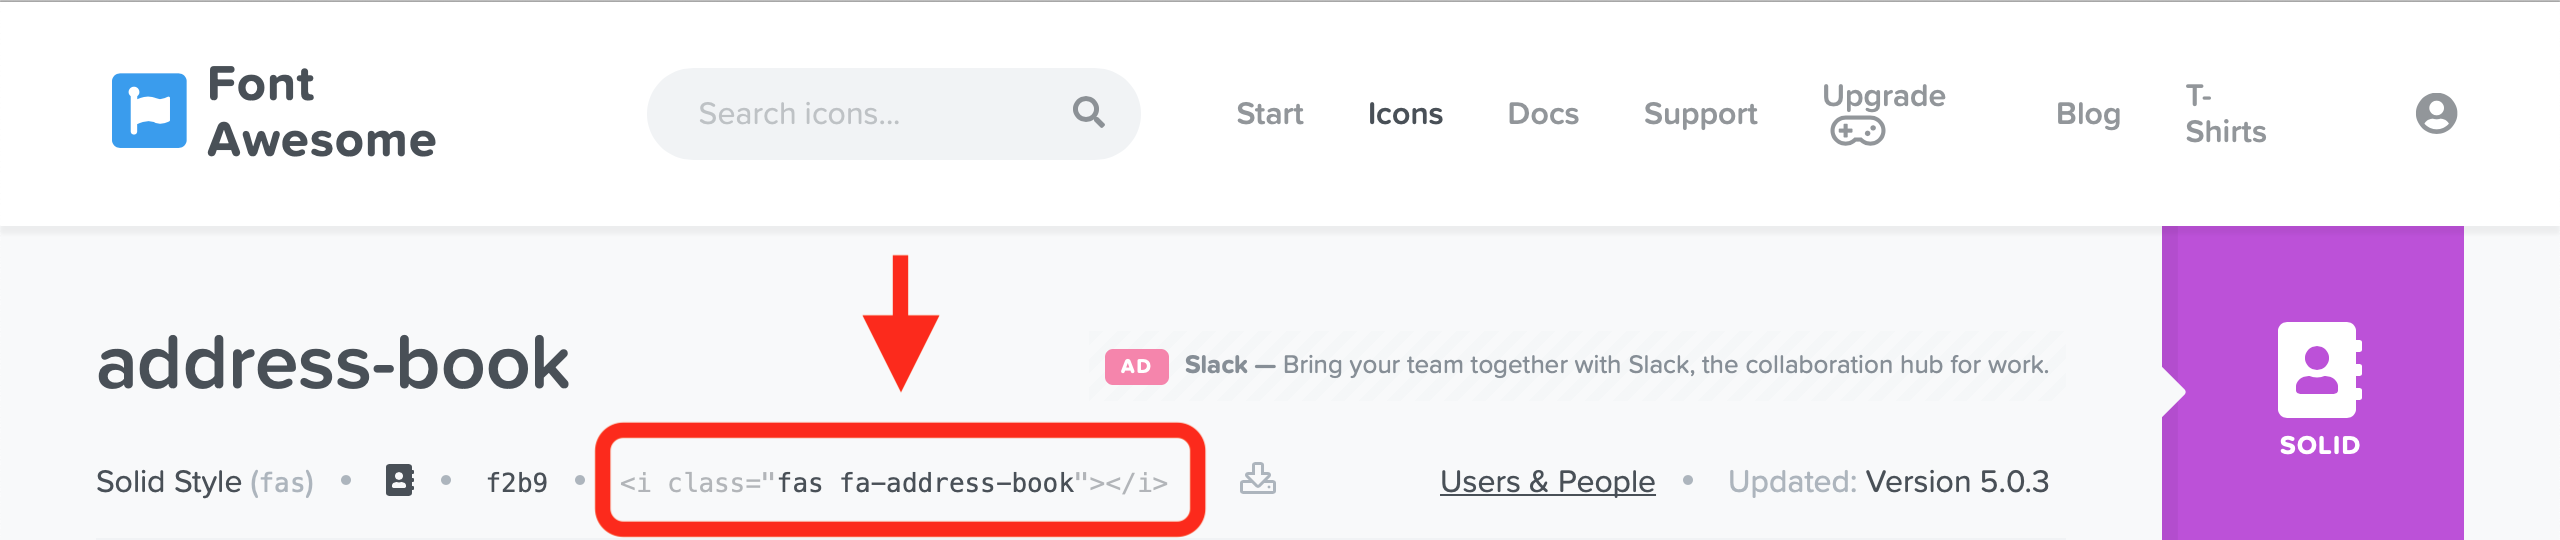 Font
Awesome
Search icons...
Start
Icons
Docs
Support
Upgrade
Blog
T-
Shirts
address-book
AD Slack — Bring your team together with Slack, the collaboration hub for work.
Solid Style (fas) • • f2b9 • <i class="fas fa-address-book"></i>
Users & People • Updated: Version 5.0.3
SOLID